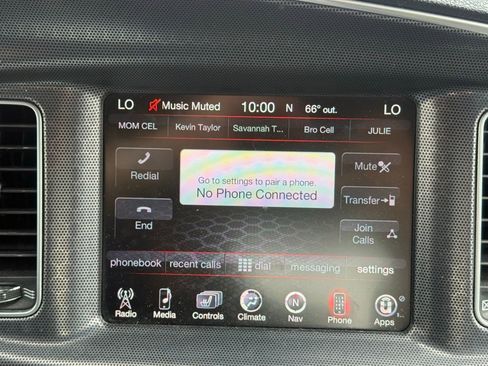 LO Music Muted 10:00 N 66° out. LO
MOM CEL Kevin Taylor Savannah T... Bro Cell JULIE
Redial
Go to settings to pair a phone.
No Phone Connected
Mute
Transfer
End
Join
Calls
phonebook recent calls dial messaging settings
Radio Media Controls Climate Nav Phone Apps